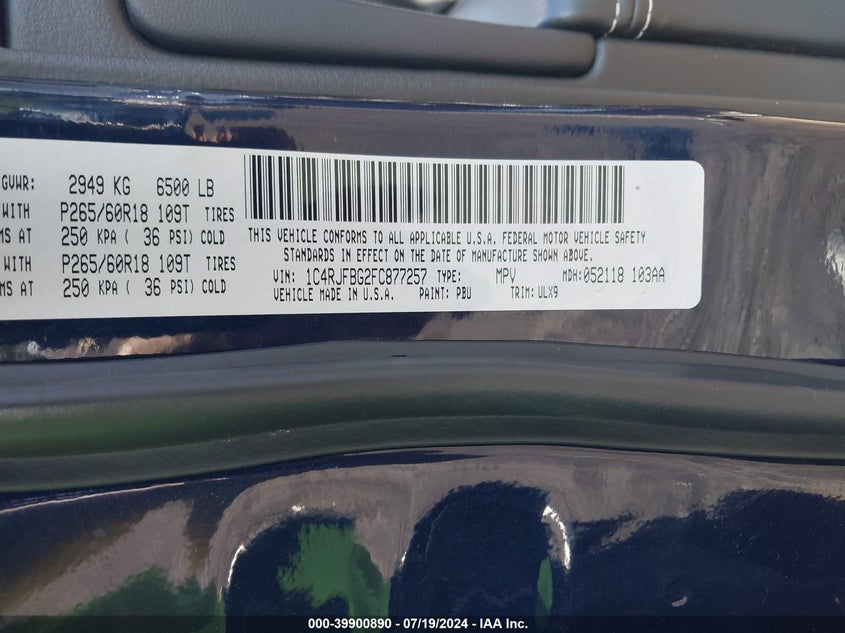 GVWR: 2949 KG 6500 LB
WITH P265/60R18 109T TIRES
MS AT 250 KPA ( 36 PSI) COLD
WITH P265/60R18 109T TIRES
MS AT 250 KPA ( 36 PSI) COLD
THIS VEHICLE CONFORMS TO ALL APPLICABLE U.S.A. FEDERAL MOTOR VEHICLE SAFETY
STANDARDS IN EFFECT ON THE DATE OF MANUFACTURE SHOWN ABOVE.
VIN: 1C4RJFBG2FC877257 TYPE: MPV MDH:052118 103AA
VEHICLE MADE IN U.S.A. PAINT: PBU TRIM: ULX9
000-39900890 - 07/19/2024 - IAA Inc.